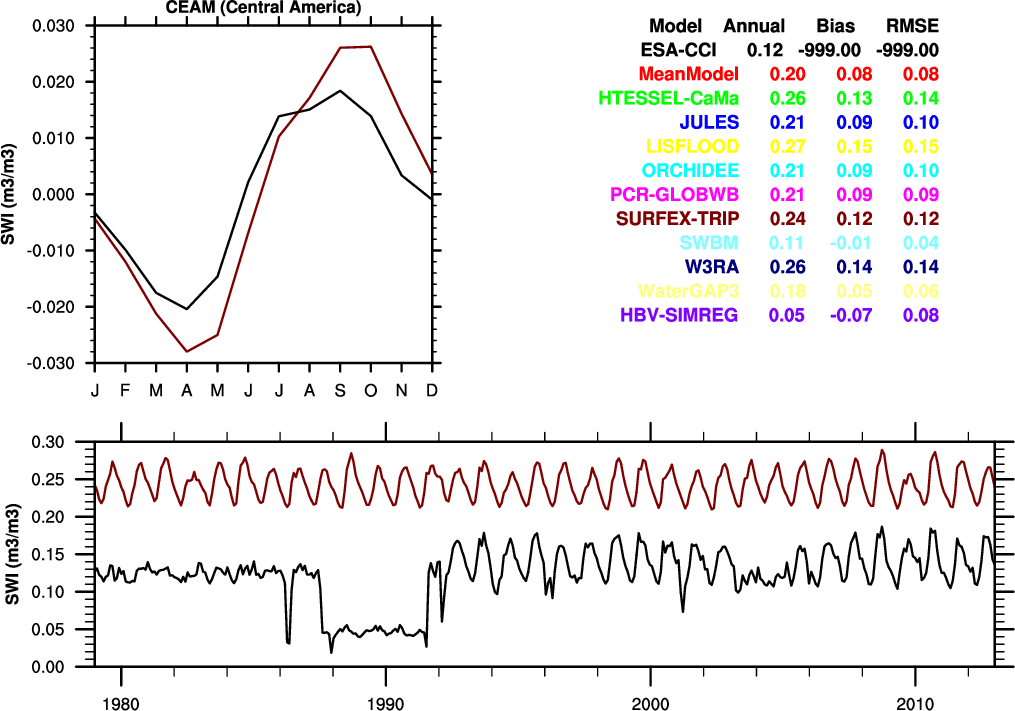 CEAM (Central America)
0.030
0.020
0.010
0.000
-0.010
-0.020
-0.030
SWI (m3/m3)
J F M A M J J A S O N D
Model Annual Bias RMSE
ESA-CCI 0.12 -999.00 -999.00
MeanModel 0.20 0.08 0.08
HTESSEL-CaMa 0.26 0.13 0.14
JULES 0.21 0.09 0.10
LISFLOOD 0.27 0.15 0.15
ORCHIDEE 0.21 0.09 0.10
PCR-GLOBWB 0.21 0.09 0.09
SURFEX-TRIP 0.24 0.12 0.12
SWBM 0.11 -0.01 0.04
W3RA 0.26 0.14 0.14
WaterGAP3 0.18 0.05 0.06
HBV-SIMREG 0.05 -0.07 0.08
0.30
0.25
0.20
0.15
0.10
0.05
0.00
SWI (m3/m3)
1980 1990 2000 2010